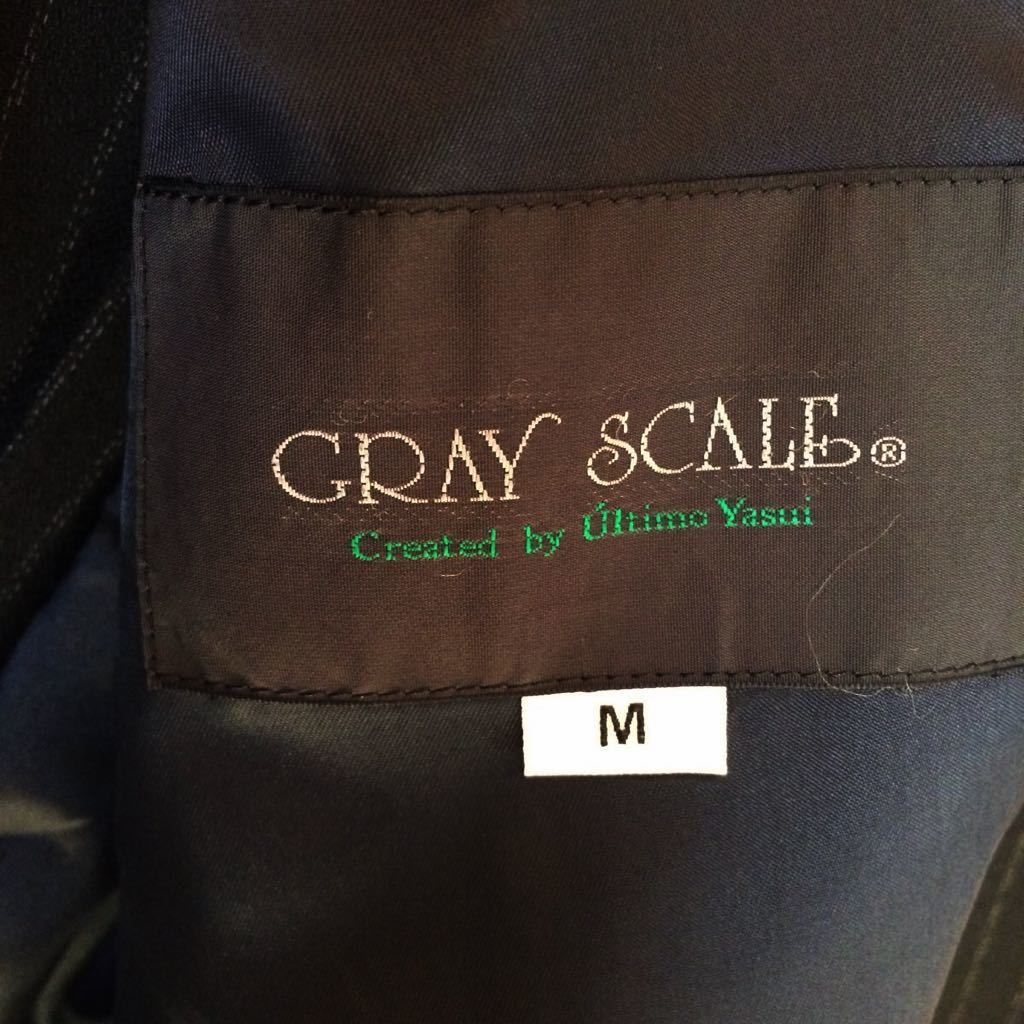 GRAY SCALE®
Created by Último Yasui
M